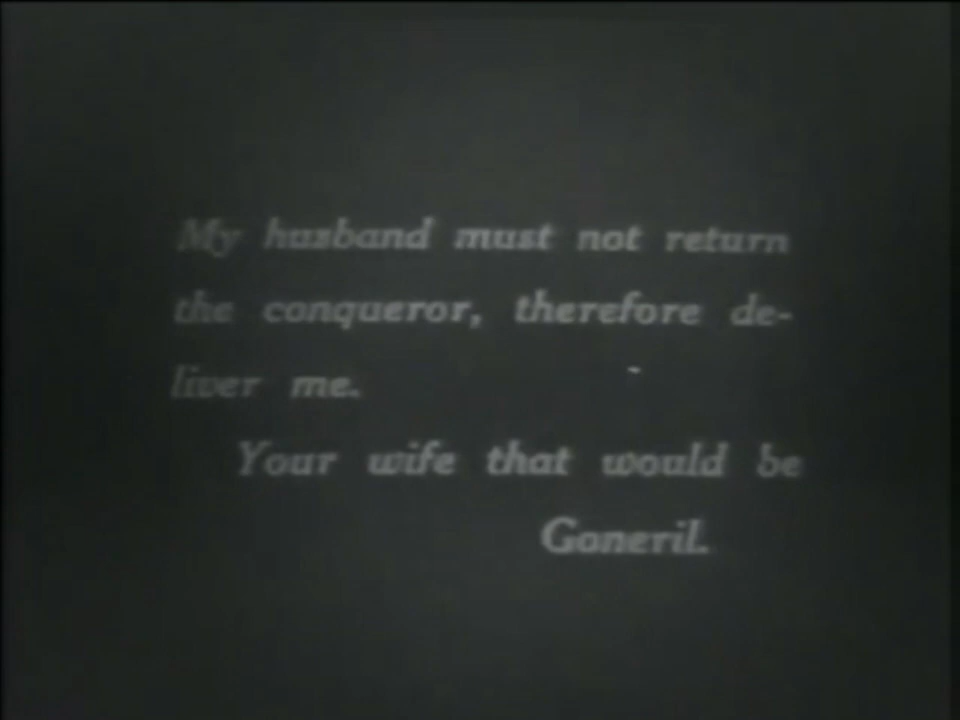 My husband must not return
the conqueror, therefore de-
liver me.
Your wife that would be
Goneril.